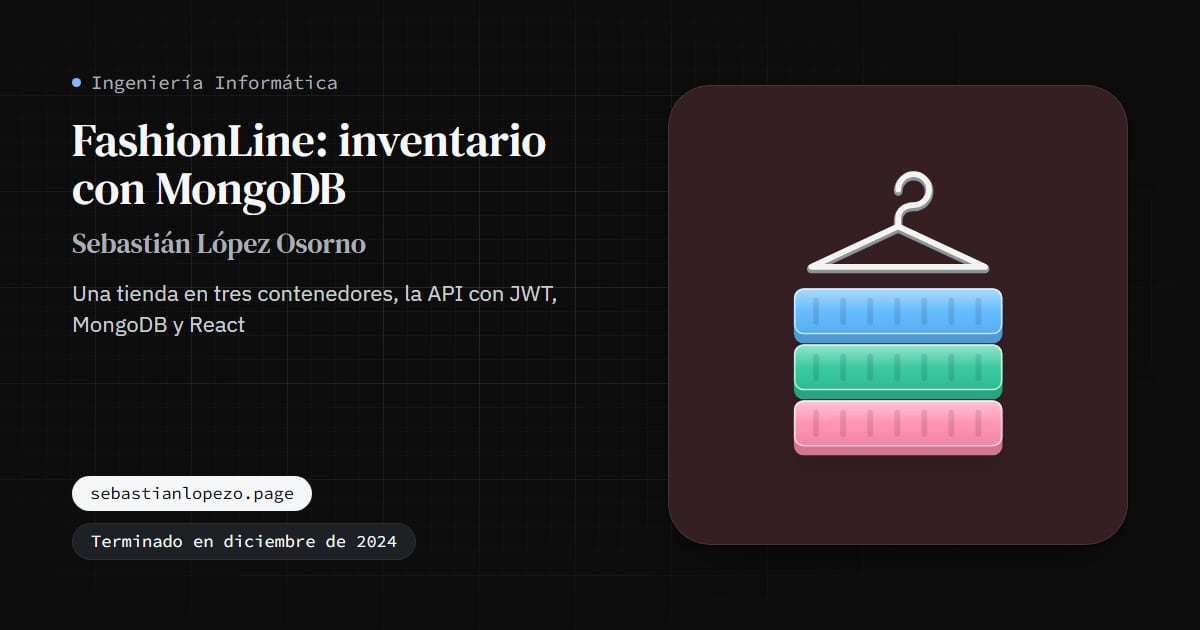 Ingeniería Informática
FashionLine: inventario
con MongoDB
Sebastián López Osorno
Una tienda en tres contenedores, la API con JWT,
MongoDB y React
sebastianlopezo.page
Terminado en diciembre de 2024